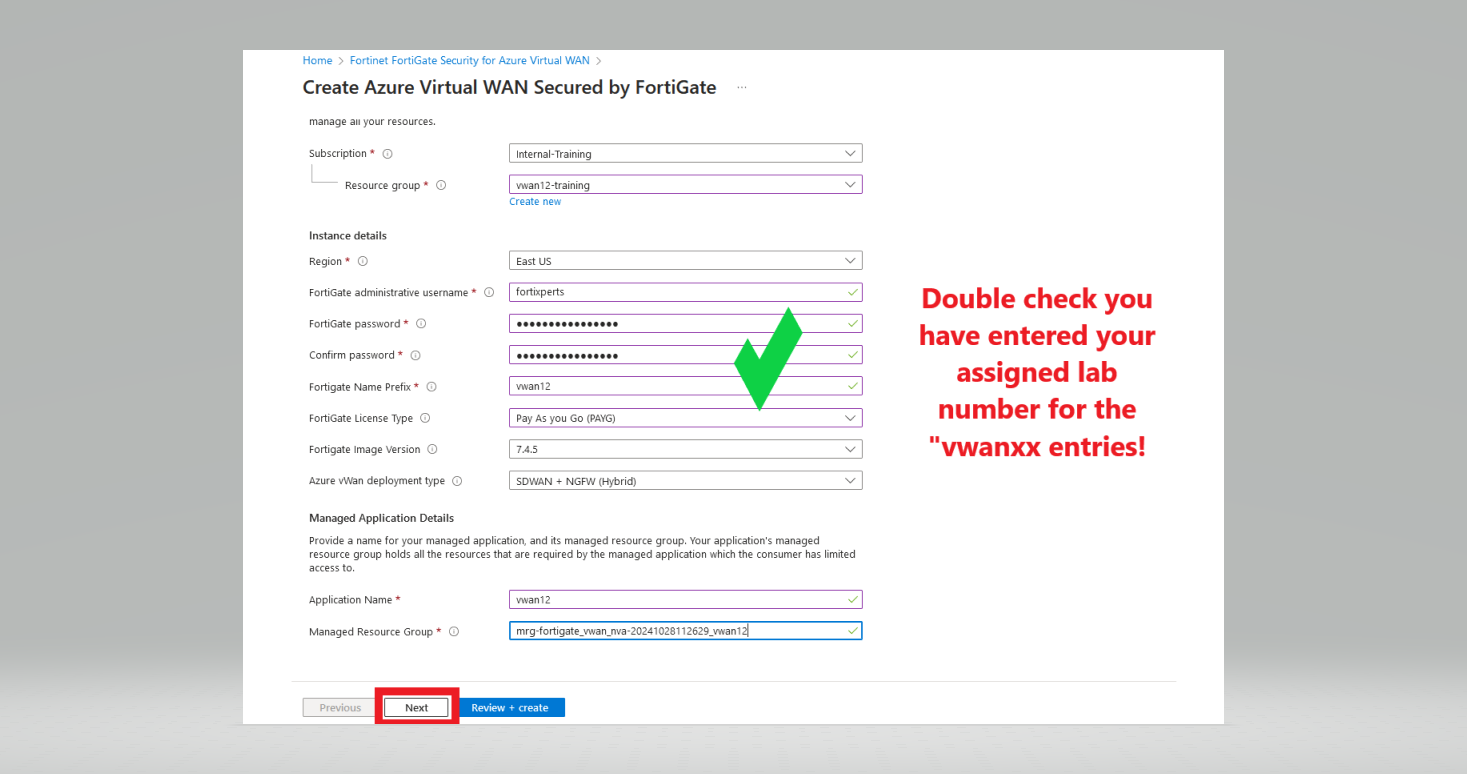 Home > Fortinet FortiGate Security for Azure Virtual WAN >
Create Azure Virtual WAN Secured by FortiGate ...
manage all your resources.
Subscription *
Internal-Training
Resource group *
vwan12-training
Create new
Instance details
Region *
East US
FortiGate administrative username *
fortixperts
FortiGate password *
••••••••••••••••
Confirm password *
••••••••••••••••
Fortigate Name Prefix *
vwan12
FortiGate License Type
Pay As you Go (PAYG)
Fortigate Image Version
7.4.5
Azure vWan deployment type
SDWAN + NGFW (Hybrid)
Managed Application Details
Provide a name for your managed application, and its managed resource group. Your application's managed
resource group holds all the resources that are required by the managed application which the consumer has limited
access to.
Application Name *
vwan12
Managed Resource Group *
mrg-fortigate_vwan_nva-20241028112629_vwan12
Previous
Next
Review + create
Double check you
have entered your
assigned lab
number for the
"vwanxx entries!